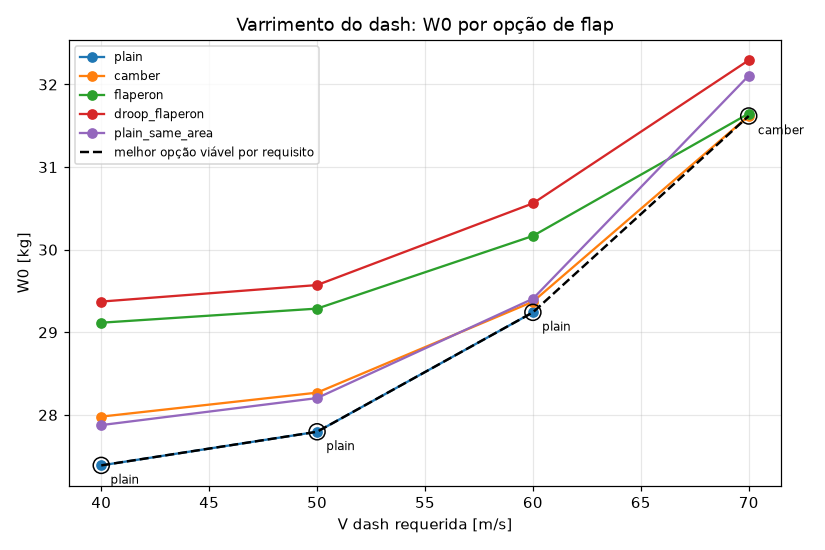 Varrimento do dash: W0 por opção de flap
plain
camber
flaperon
droop_flaperon
plain_same_area
melhor opção viável por requisito
32
31
30
29
28
W0 [kg]
camber
plain
plain
plain
40 45 50 55 60 65 70
V dash requerida [m/s]